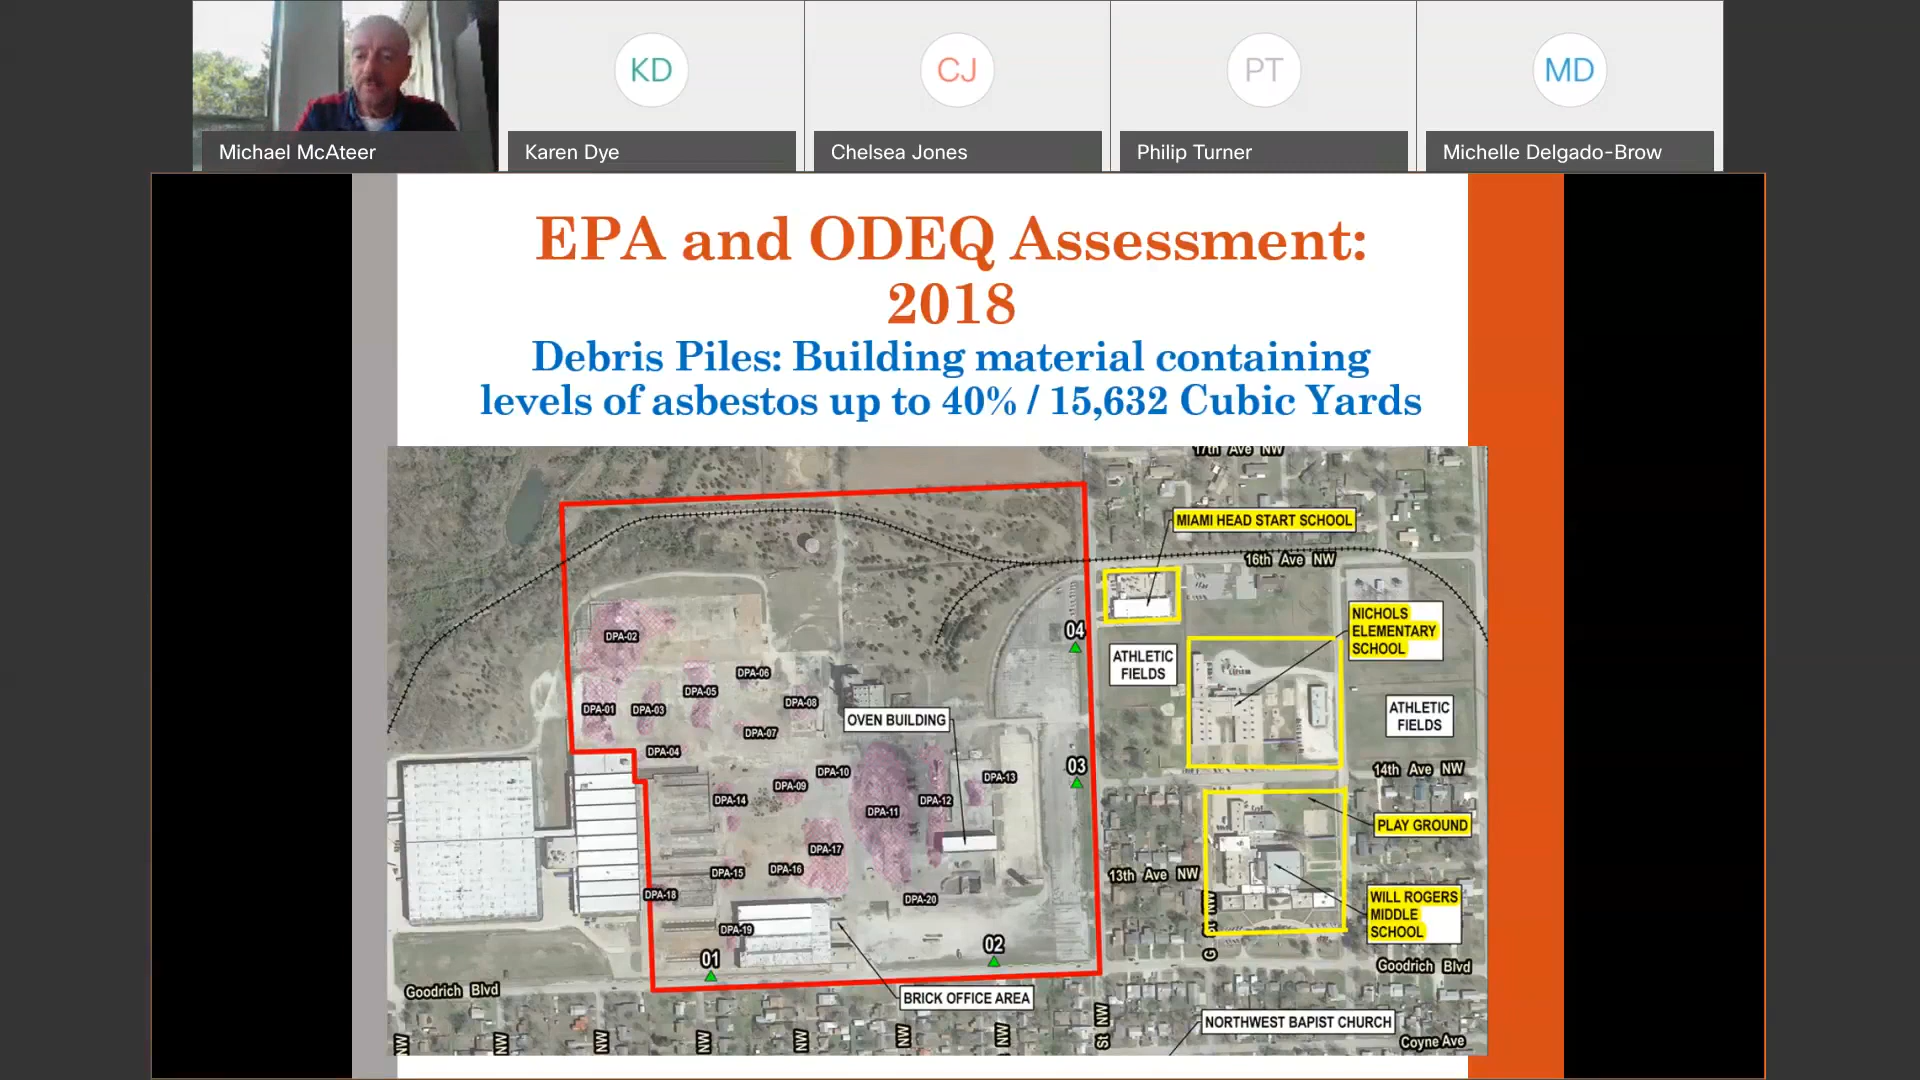 KD
CJ
PT
MD
Michael McAteer
Karen Dye
Chelsea Jones
Philip Turner
Michelle Delgado-Brow
EPA and ODEQ Assessment:
2018
Debris Piles: Building material containing
levels of asbestos up to 40% / 15,632 Cubic Yards
17th Ave NW
MIAMI HEAD START SCHOOL
16th Ave NW
NICHOLS
ELEMENTARY
SCHOOL
ATHLETIC
FIELDS
ATHLETIC
FIELDS
04
DPA-02
DPA-06
DPA-05
DPA-01
DPA-03
DPA-08
OVEN BUILDING
DPA-07
DPA-04
03
14th Ave NW
DPA-10
DPA-13
DPA-09
DPA-14
DPA-12
DPA-11
PLAY GROUND
DPA-17
DPA-16
DPA-15
13th Ave NW
DPA-18
DPA-20
WILL ROGERS
MIDDLE
SCHOOL
DPA-19
01
02
G St NW
Goodrich Blvd
Goodrich Blvd
BRICK OFFICE AREA
NORTHWEST BAPTIST CHURCH
Coyne Ave
NW
NW
NW
NW
NW
NW
NW
St NW